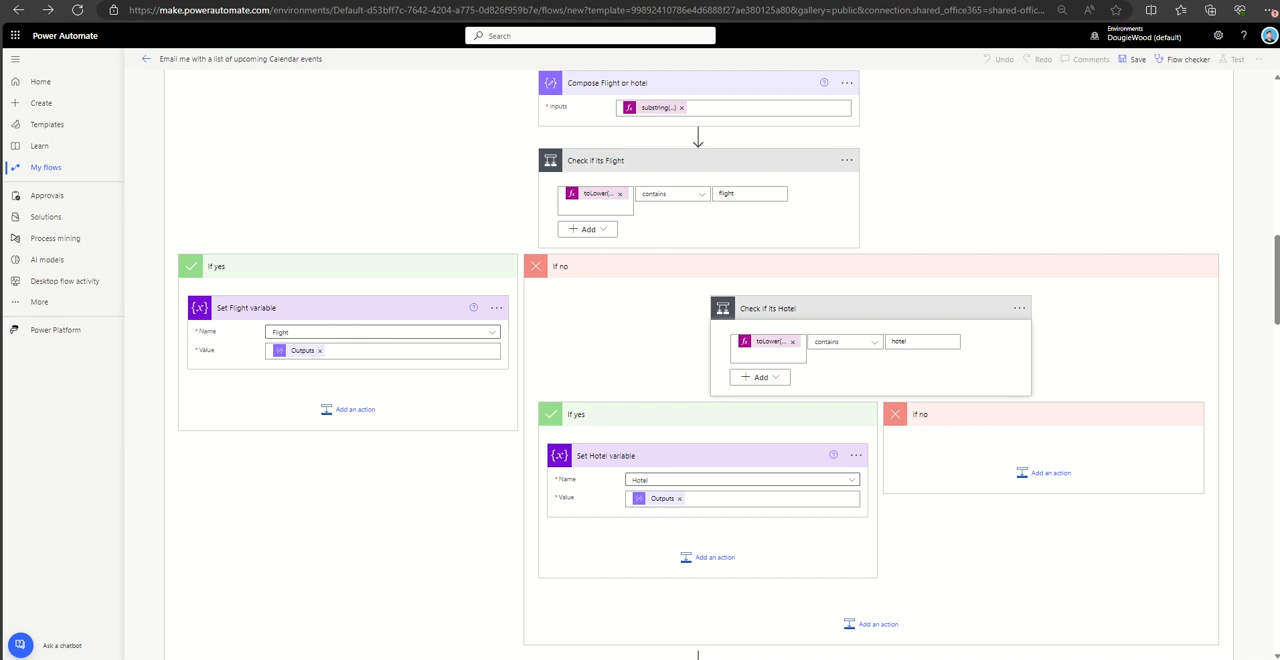 https://make.powerautomate.com/environments/Default-d53bff7c-7642-4204-a775-0d826f959a7b/flows/new?template=99892410786e4d6888f27ae380125a80&gallery=public&connection.shared_office365=shared-offic...
Power Automate
Search
Environments
DougieWood (default)
Email me with a list of upcoming Calendar events
Undo
Redo
Comments
Save
Flow checker
Test
Home
Create
Templates
Learn
My flows
Approvals
Solutions
Process mining
AI models
Desktop flow activity
More
Power Platform
Ask a chatbot
Compose Flight or hotel
* Inputs
fx substring(...) ×
Check if its Flight
fx toLower(... ×
contains
flight
+ Add
If yes
Set Flight variable
{x}
* Name
Flight
* Value
Outputs ×
Add an action
If no
Check if its Hotel
fx toLower(... ×
contains
hotel
+ Add
If yes
Set Hotel variable
{x}
* Name
Hotel
* Value
Outputs ×
Add an action
If no
Add an action
Add an action